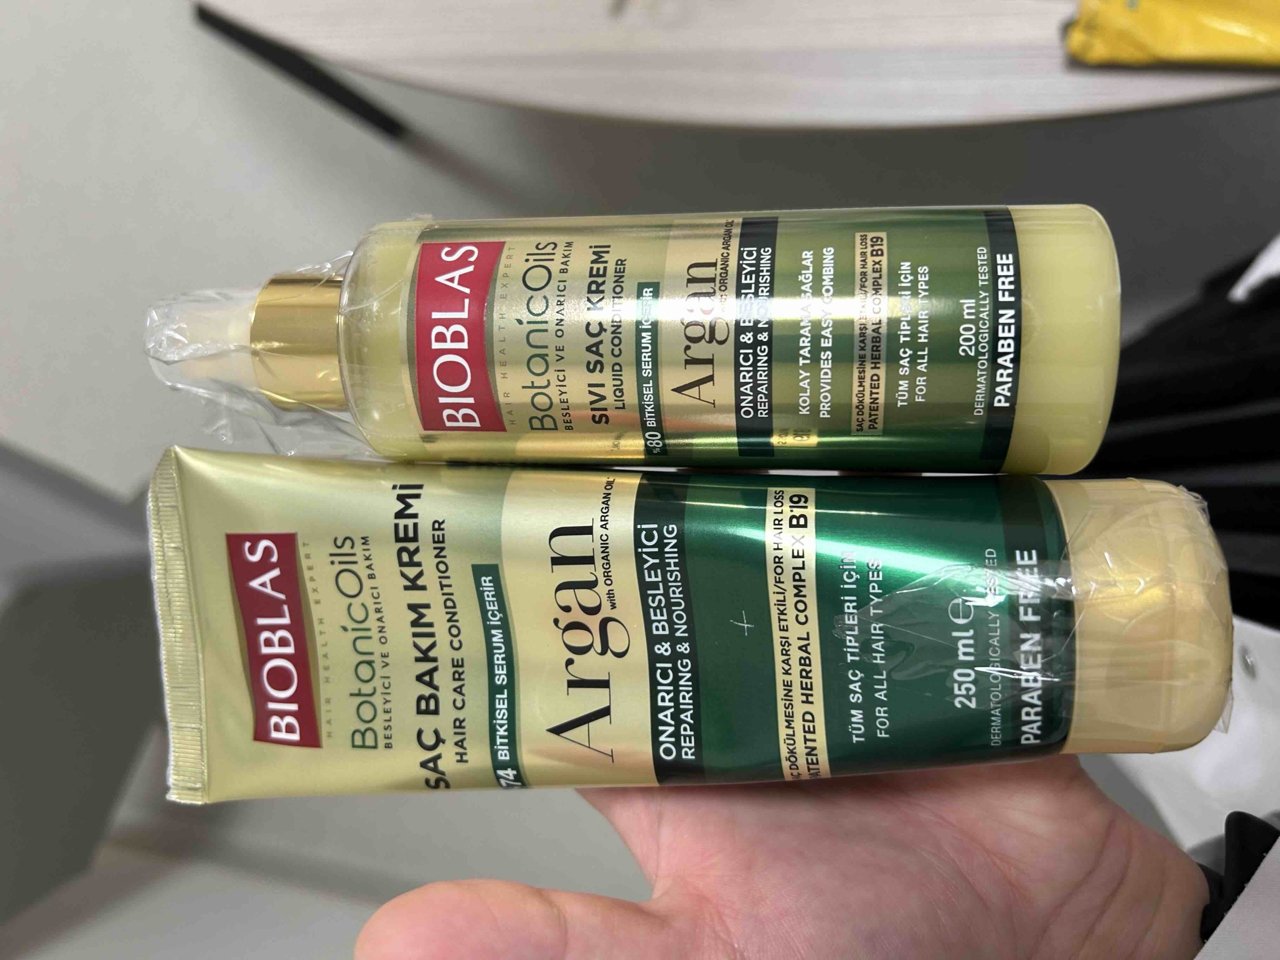 BIOBLAS
HAIR HEALTH EXPERT
BotanicOils
BESLEYİCİ VE ONARICI BAKIM
SIVI SAÇ KREMİ
LIQUID CONDITIONER
%80 BİTKİSEL SERUM İÇERİR
Argan
ORGANIC ARGAN OIL
ONARICI & BESLEYİCİ
REPAIRING & NOURISHING
KOLAY TARAMA SAĞLAR
PROVIDES EASY COMBING
SAÇ DÖKÜLMESİNE KARŞI ETKİLİ/FOR HAIR LOSS
PATENTED HERBAL COMPLEX B'19
TÜM SAÇ TİPLERİ İÇİN
FOR ALL HAIR TYPES
200 ml
DERMATOLOGICALLY TESTED
PARABEN FREE
BIOBLAS
HAIR HEALTH EXPERT
BotanicOils
BESLEYİCİ VE ONARICI BAKIM
SAÇ BAKIM KREMİ
HAIR CARE CONDITIONER
74 BİTKİSEL SERUM İÇERİR
Argan
with ORGANIC ARGAN OIL
ONARICI & BESLEYİCİ
REPAIRING & NOURISHING
DÖKÜLMESİNE KARŞI ETKİLİ/FOR HAIR LOSS
PATENTED HERBAL COMPLEX B'19
TÜM SAÇ TİPLERİ İÇİN
FOR ALL HAIR TYPES
250 ml ℮
DERMATOLOGICALLY TESTED
PARABEN FREE